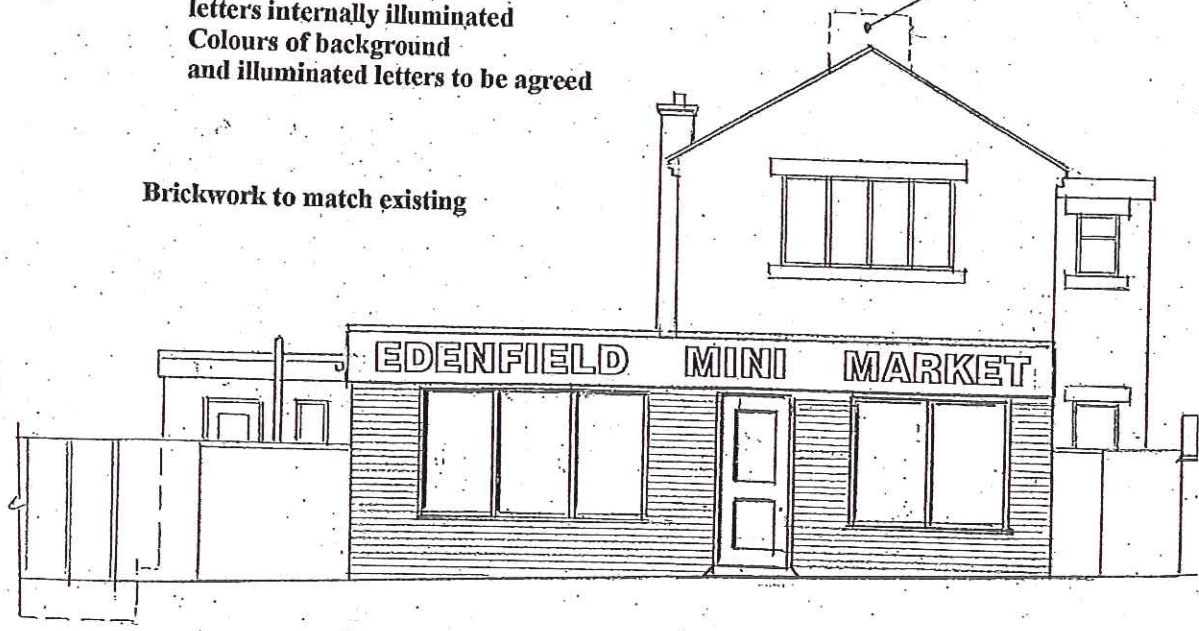 letters internally illuminated
Colours of background
and illuminated letters to be agreed
Brickwork to match existing
EDENFIELD MINI MARKET